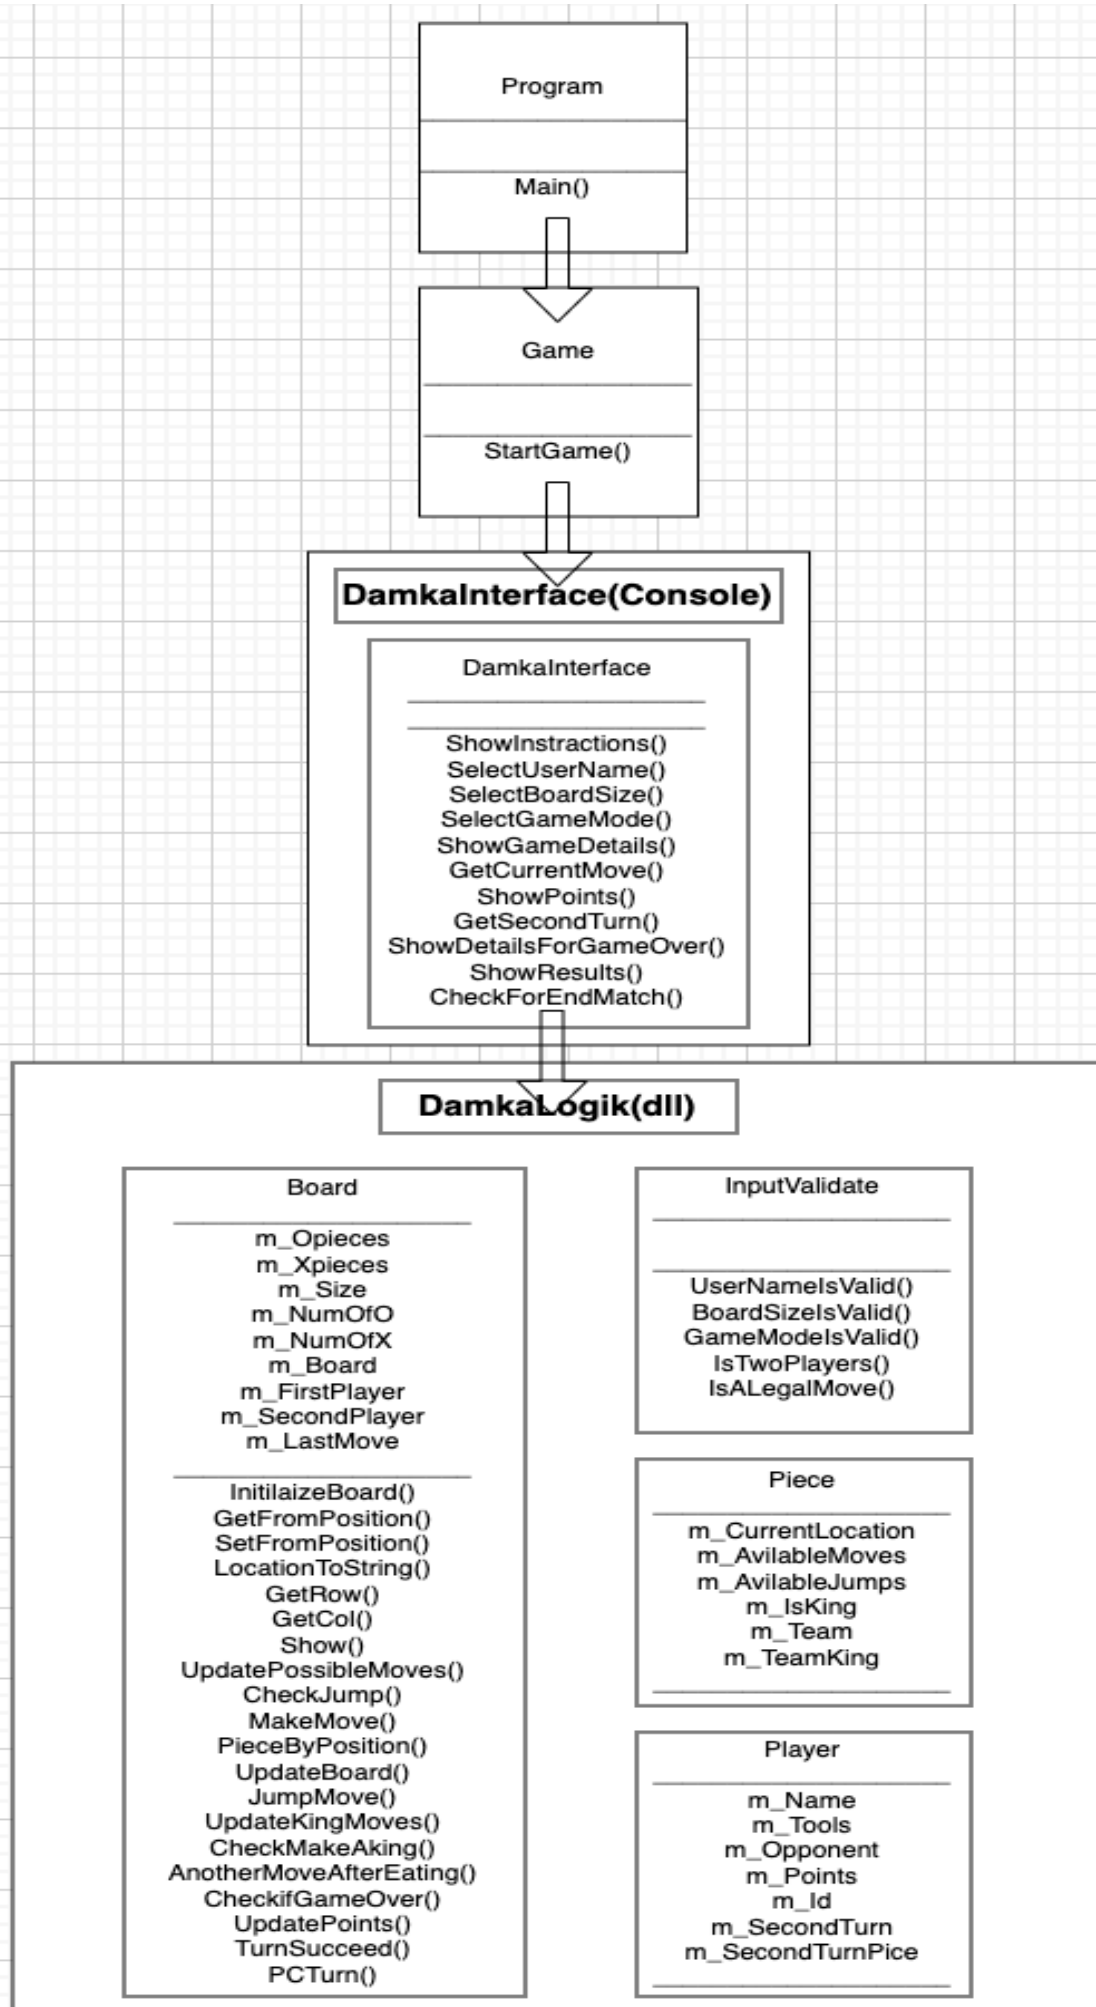 Program
Main()
Game
StartGame()
DamkaInterface(Console)
DamkaInterface
ShowInstractions()
SelectUserName()
SelectBoardSize()
SelectGameMode()
ShowGameDetails()
GetCurrentMove()
ShowPoints()
GetSecondTurn()
ShowDetailsForGameOver()
ShowResults()
CheckForEndMatch()
DamkaLogik(dll)
Board
m_Opieces
m_Xpieces
m_Size
m_NumOfO
m_NumOfX
m_Board
m_FirstPlayer
m_SecondPlayer
m_LastMove
InitilaizeBoard()
GetFromPosition()
SetFromPosition()
LocationToString()
GetRow()
GetCol()
Show()
UpdatePossibleMoves()
CheckJump()
MakeMove()
PieceByPosition()
UpdateBoard()
JumpMove()
UpdateKingMoves()
CheckMakeAking()
AnotherMoveAfterEating()
CheckifGameOver()
UpdatePoints()
TurnSucceed()
PCTurn()
InputValidate
UserNameIsValid()
BoardSizeIsValid()
GameModeIsValid()
IsTwoPlayers()
IsALegalMove()
Piece
m_CurrentLocation
m_AvilableMoves
m_AvilableJumps
m_IsKing
m_Team
m_TeamKing
Player
m_Name
m_Tools
m_Opponent
m_Points
m_Id
m_SecondTurn
m_SecondTurnPice